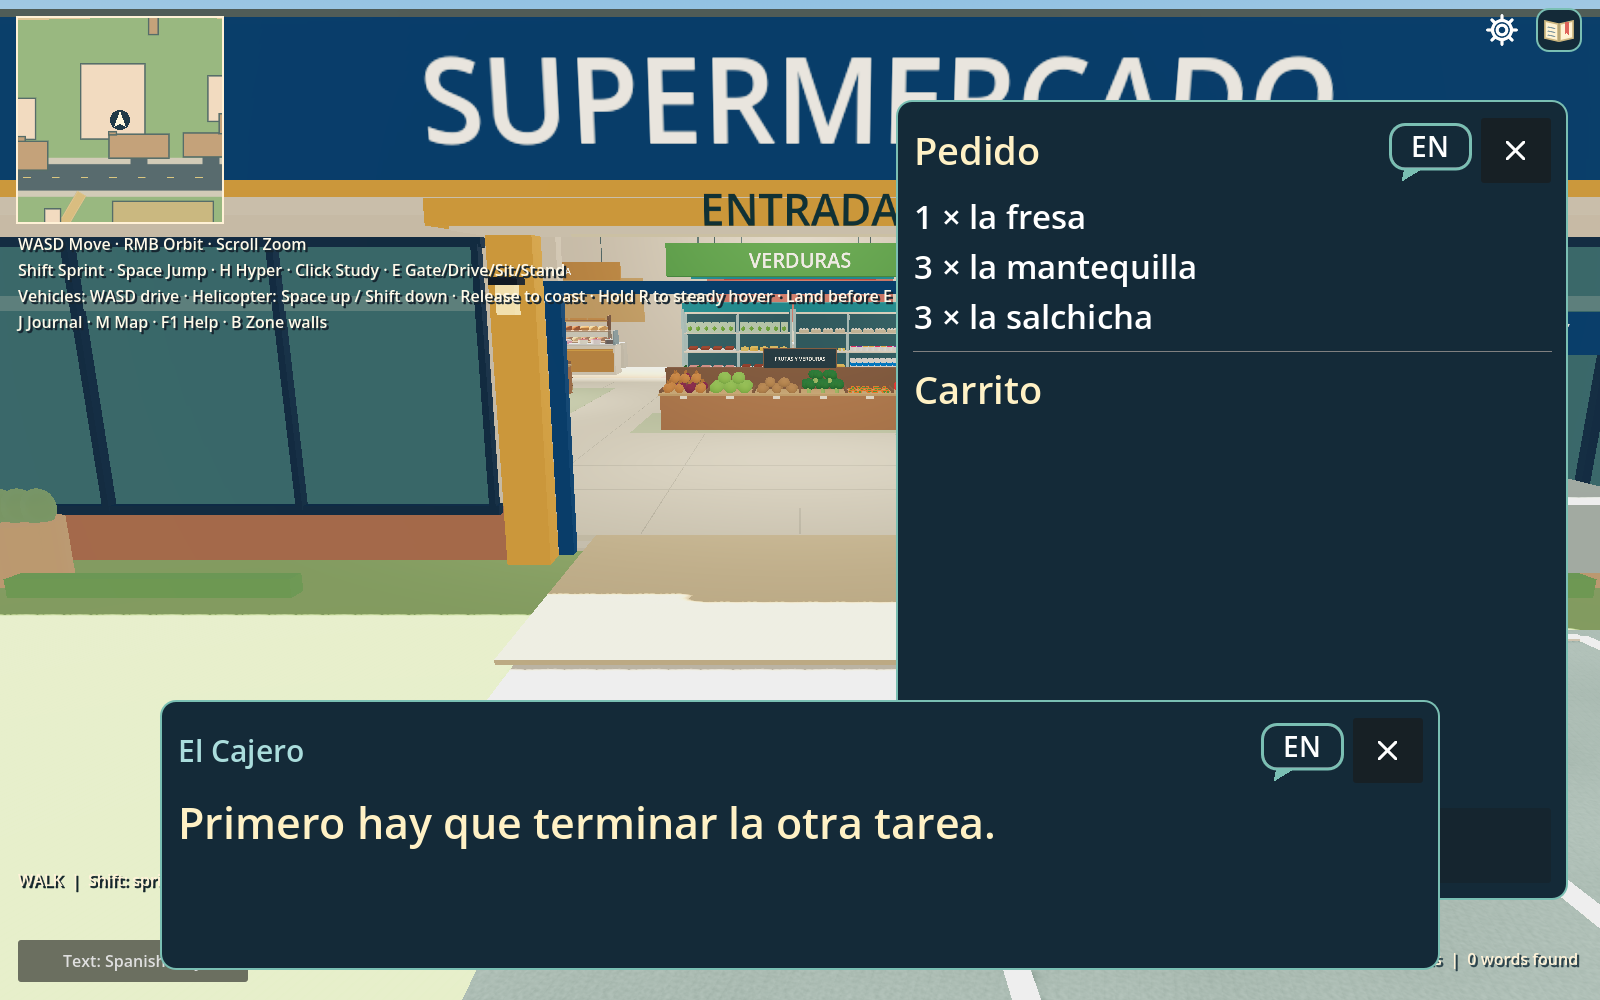 SUPERMERCADO
ENTRADA
VERDURAS
FRUTAS Y VERDURAS
WASD Move · RMB Orbit · Scroll Zoom
Shift Sprint · Space Jump · H Hyper · Click Study · E Gate/Drive/Sit/Stand
Vehicles: WASD drive · Helicopter: Space up / Shift down · Release to coast · Hold R to steady hover · Land before E
J Journal · M Map · F1 Help · B Zone walls
Pedido
EN
1 × la fresa
3 × la mantequilla
3 × la salchicha
Carrito
El Cajero
EN
Primero hay que terminar la otra tarea.
WALK | Shift:
Text: Spanish
| 0 words found